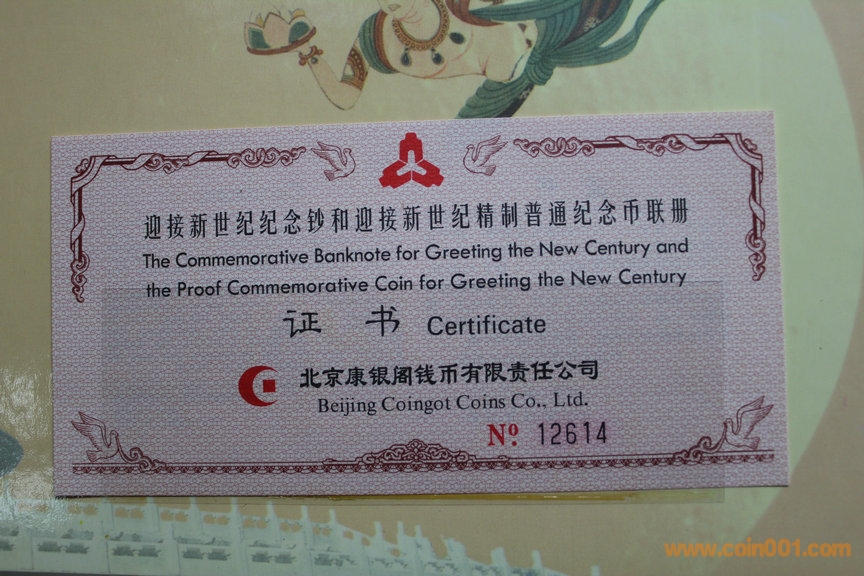 迎接新世纪纪念钞和迎接新世纪精制普通纪念币联册
The Commemorative Banknote for Greeting the New Century and
the Proof Commemorative Coin for Greeting the New Century
证 书 Certificate
北京康银阁钱币有限责任公司
Beijing Coingot Coins Co., Ltd.
Nº. 12614
www.coin001.com